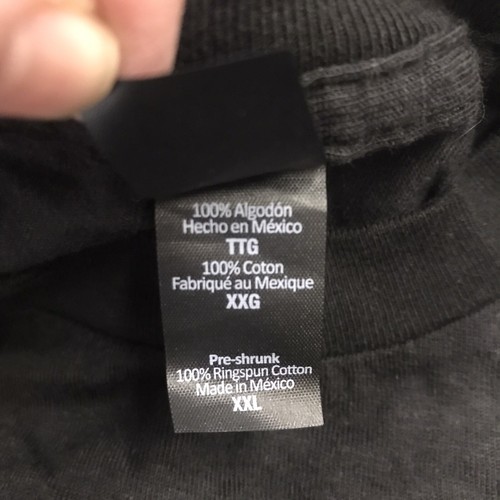 100% Algodón
Hecho en México
TTG
100% Coton
Fabriqué au Mexique
XXG
Pre-shrunk
100% Ringspun Cotton
Made in México
XXL